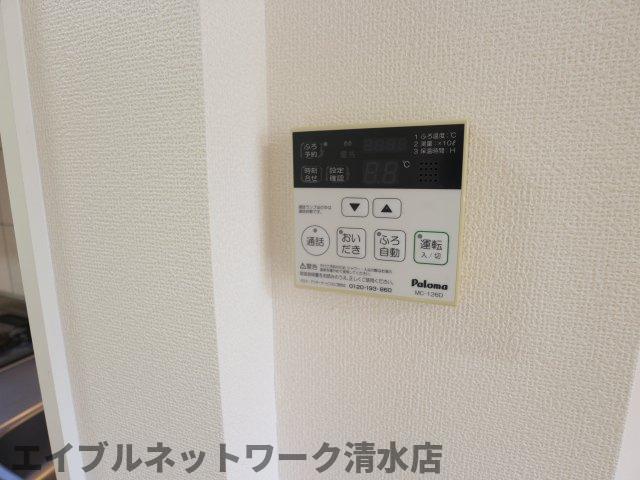 ふろ
予約
1 ふろ温度:℃
2 湯量:×10ℓ
3 保温時間:H
時刻
合せ
設定
確認
℃
▼
▲
通話
おい
だき
ふろ
自動
運転
入/切
⚠警告
0120-193-860
Paloma
MC-126D
エイブルネットワーク清水店